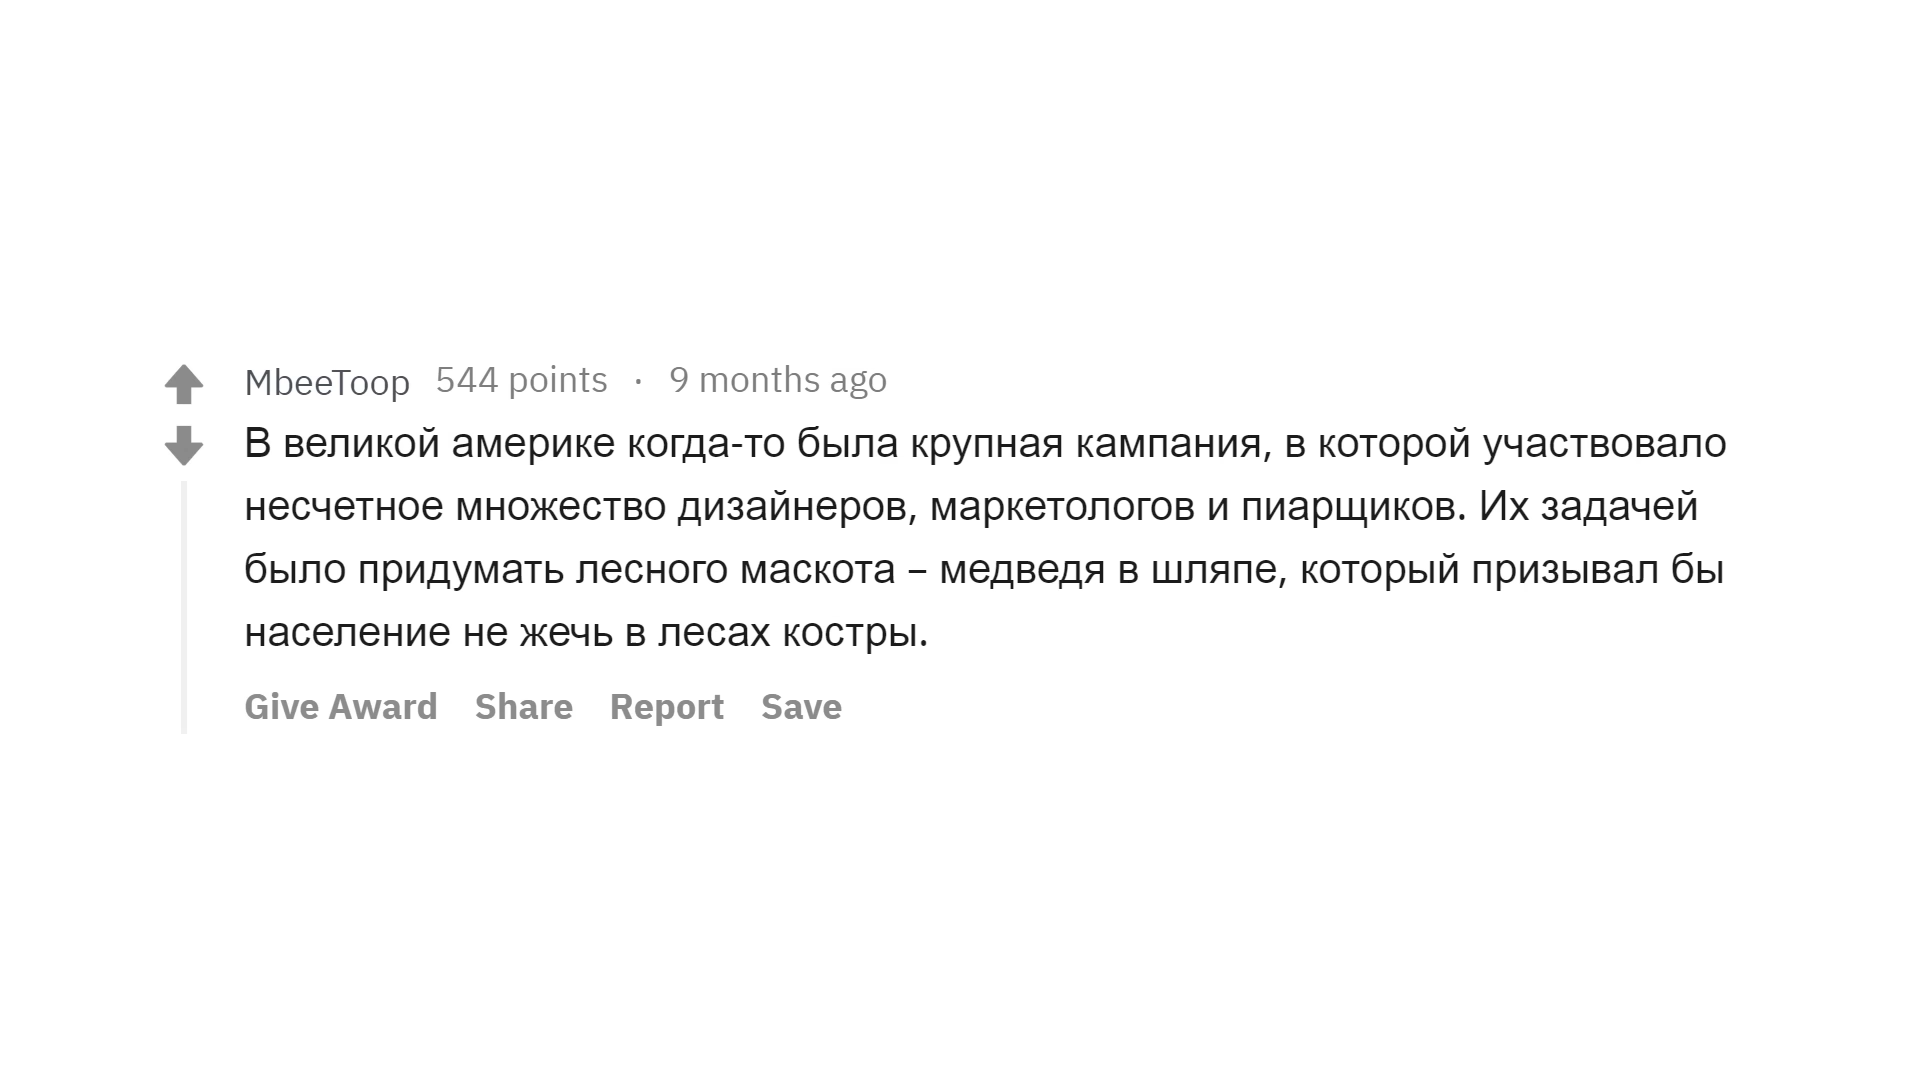 MbeeToop 544 points · 9 months ago
В великой америке когда-то была крупная кампания, в которой участвовало
несчетное множество дизайнеров, маркетологов и пиарщиков. Их задачей
было придумать лесного маскота – медведя в шляпе, который призывал бы
население не жечь в лесах костры.
Give Award Share Report Save